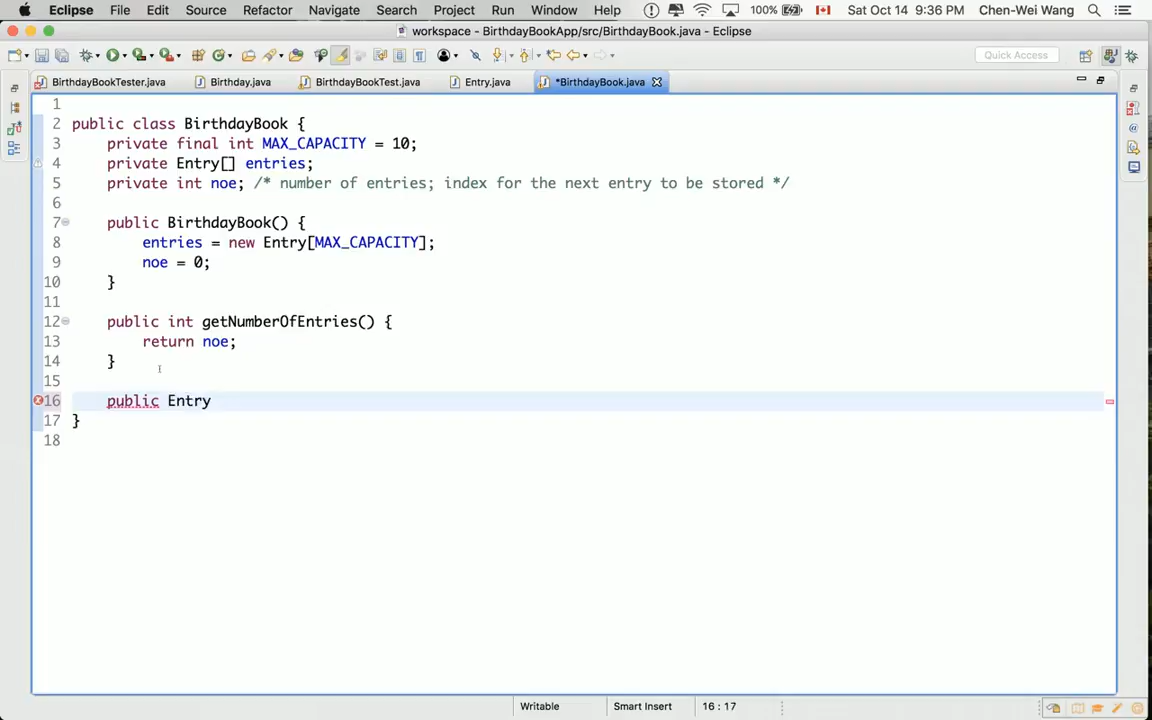 Eclipse File Edit Source Refactor Navigate Search Project Run Window Help 100% Sat Oct 14 9:36 PM Chen-Wei Wang
workspace - BirthdayBookApp/src/BirthdayBook.java - Eclipse
Quick Access
BirthdayBookTester.java Birthday.java BirthdayBookTest.java Entry.java *BirthdayBook.java
1
2 public class BirthdayBook {
3 private final int MAX_CAPACITY = 10;
4 private Entry[] entries;
5 private int noe; /* number of entries; index for the next entry to be stored */
6
7 public BirthdayBook() {
8 entries = new Entry[MAX_CAPACITY];
9 noe = 0;
10 }
11
12 public int getNumberOfEntries() {
13 return noe;
14 }
15
16 public Entry
17 }
18
Writable Smart Insert 16 : 17